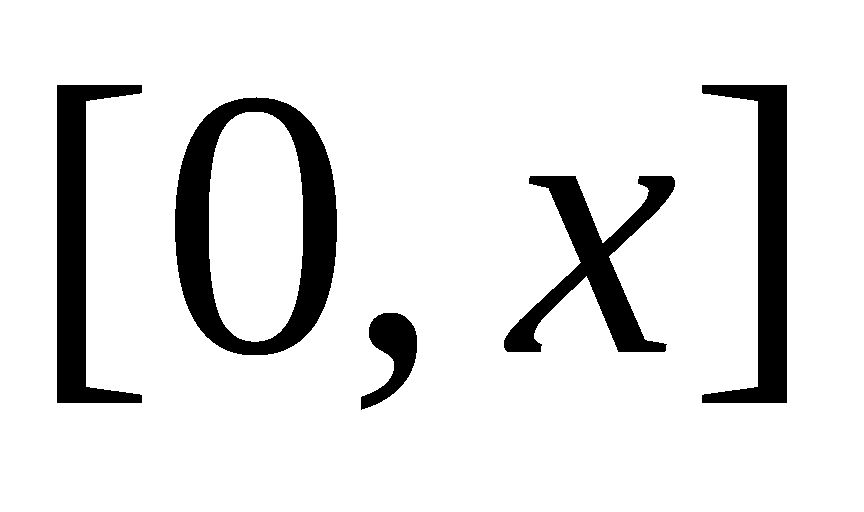 [0, x]